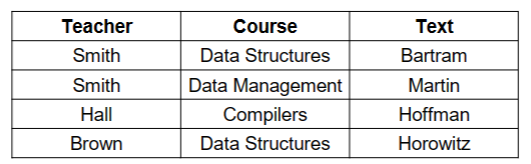 Teacher Course Text
Smith Data Structures Bartram
Smith Data Management Martin
Hall Compilers Hoffman
Brown Data Structures Horowitz